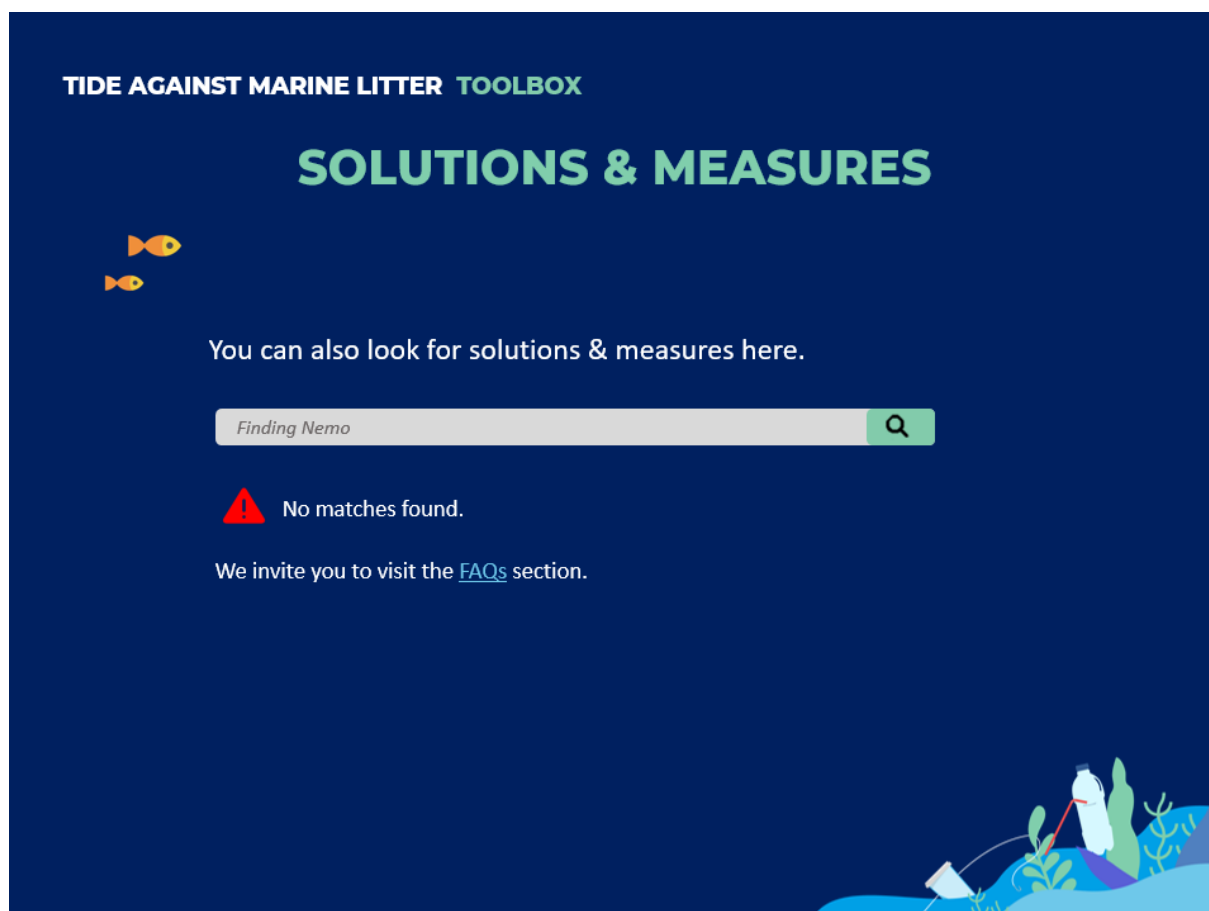 TIDE AGAINST MARINE LITTER TOOLBOX
SOLUTIONS & MEASURES
You can also look for solutions & measures here.
Finding Nemo
No matches found.
We invite you to visit the FAQs section.